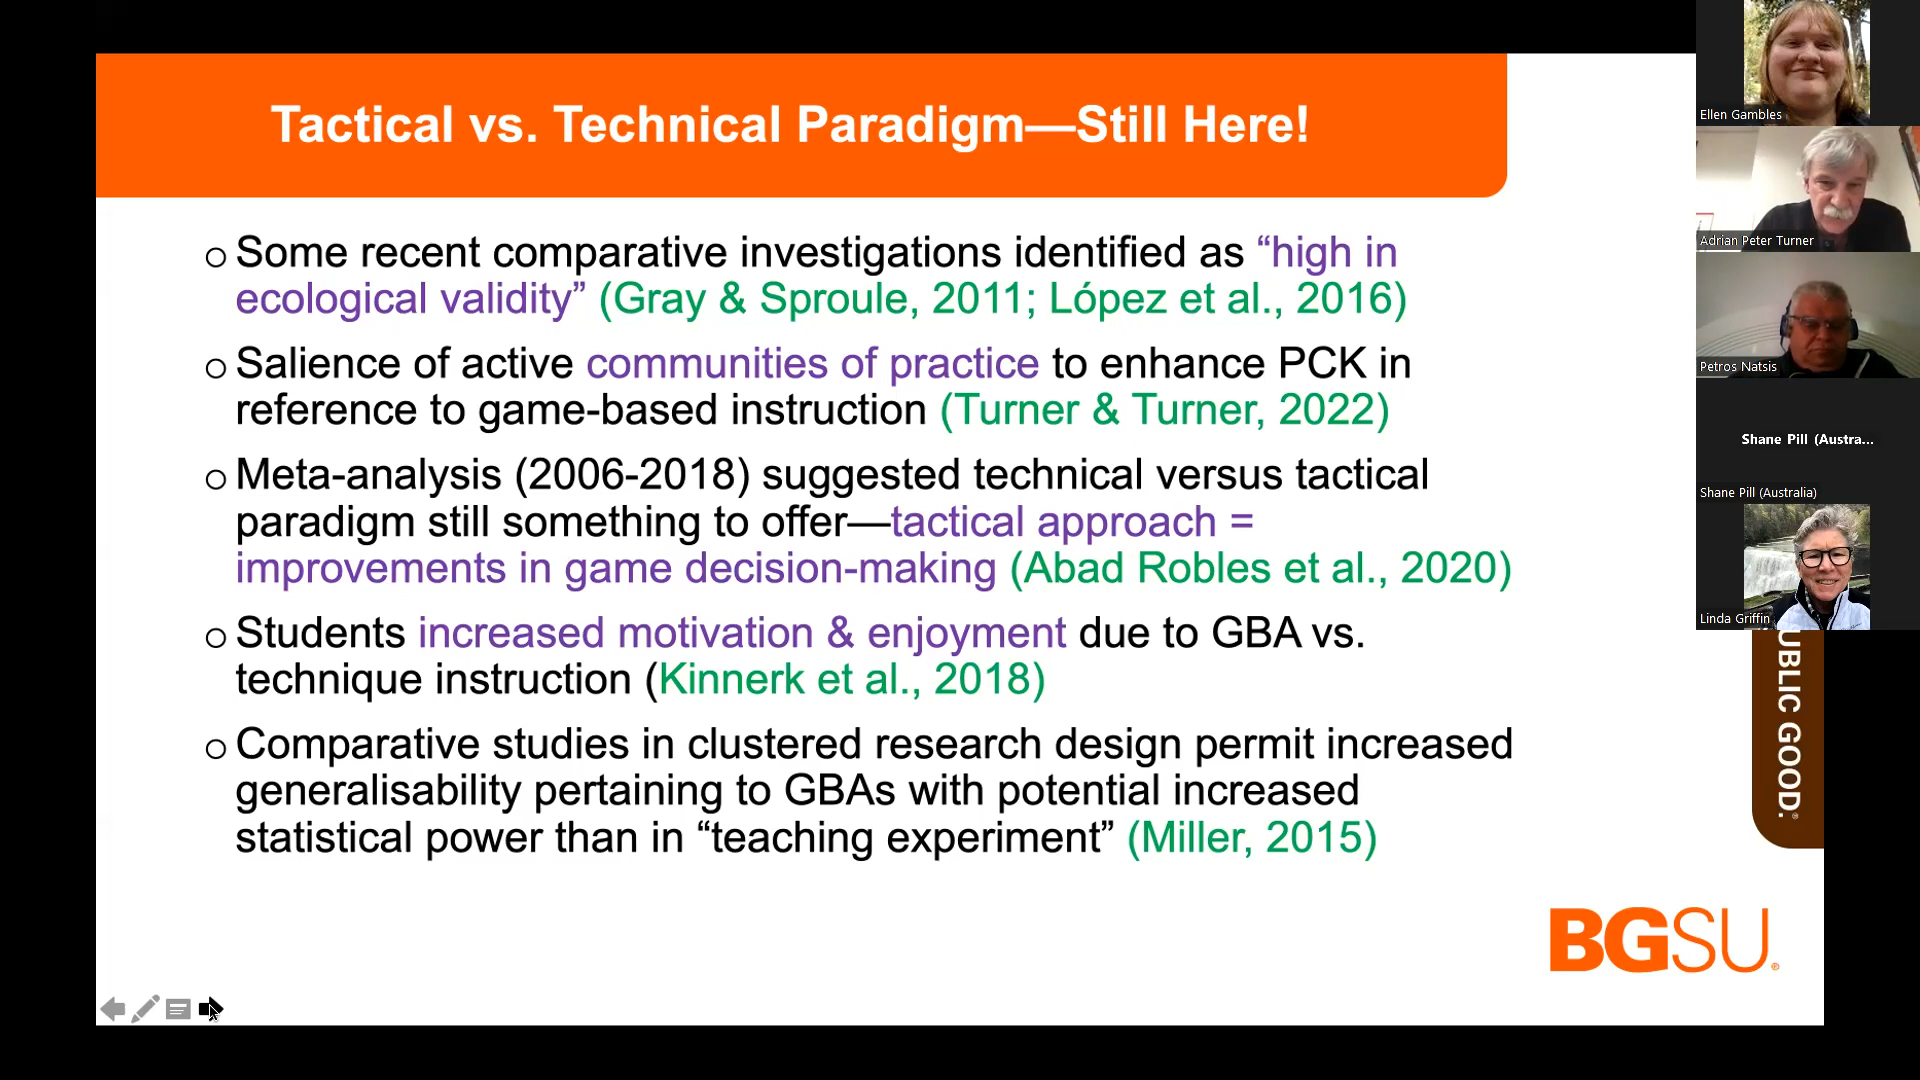 Tactical vs. Technical Paradigm—Still Here!
○ Some recent comparative investigations identified as “high in
ecological validity” (Gray & Sproule, 2011; López et al., 2016)
○ Salience of active communities of practice to enhance PCK in
reference to game-based instruction (Turner & Turner, 2022)
○ Meta-analysis (2006-2018) suggested technical versus tactical
paradigm still something to offer—tactical approach =
improvements in game decision-making (Abad Robles et al., 2020)
○ Students increased motivation & enjoyment due to GBA vs.
technique instruction (Kinnerk et al., 2018)
○ Comparative studies in clustered research design permit increased
generalisability pertaining to GBAs with potential increased
statistical power than in “teaching experiment” (Miller, 2015)
BGSU®
UBLIC GOOD.®
Ellen Gambles
Adrian Peter Turner
Petros Natsis
Shane Pill (Austra...
Shane Pill (Australia)
Linda Griffin